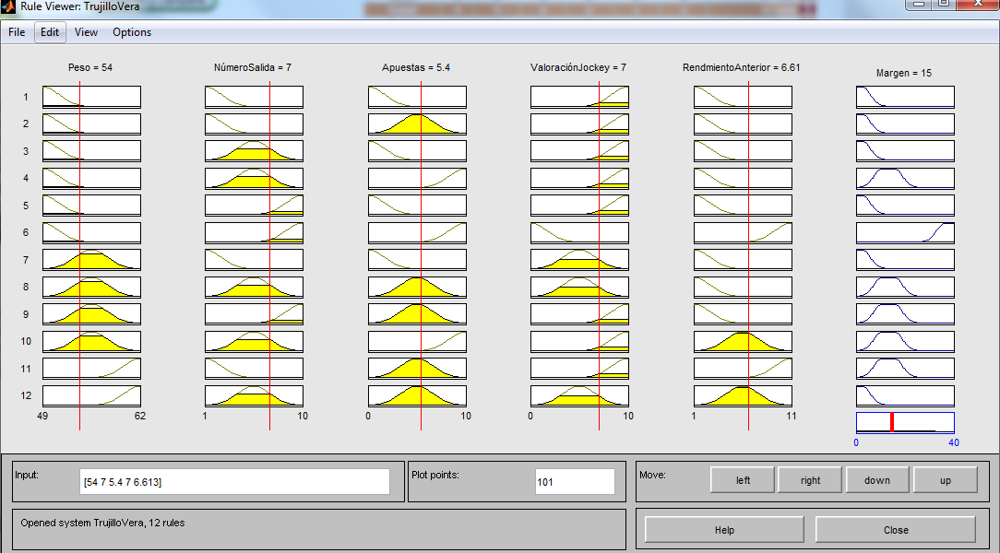 Rule Viewer: TrujilloVera
File Edit View Options
Peso = 54 NúmeroSalida = 7 Apuestas = 5.4 ValoraciónJockey = 7 RendimientoAnterior = 6.61 Margen = 15
1
2
3
4
5
6
7
8
9
10
11
12
49 62 1 10 0 10 0 10 1 11
0 40
Input: [54 7 5.4 7 6.613] Plot points: 101 Move: left right down up
Opened system TrujilloVera, 12 rules Help Close